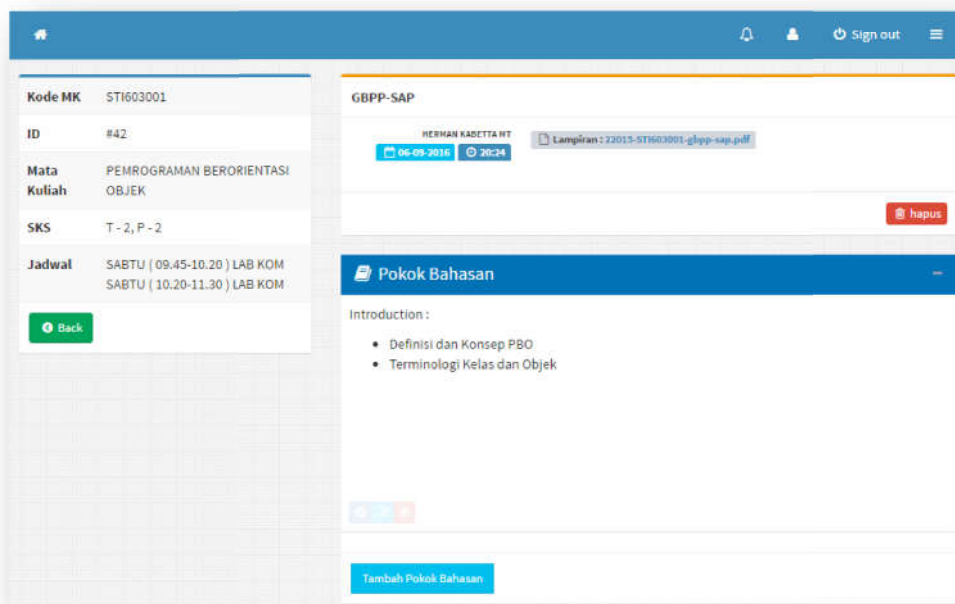 Sign out
Kode MK STI603001
ID #42
Mata Kuliah PEMROGRAMAN BERORIENTASI OBJEK
SKS T - 2, P - 2
Jadwal SABTU ( 09.45-10.20 ) LAB KOM
SABTU ( 10.20-11.30 ) LAB KOM
Back
GBPP-SAP
HERMAN KABETTA MT
06-09-2016 20:24
Lampiran : 22015-STI603001-gbpp-sap.pdf
hapus
Pokok Bahasan
Introduction :
Definisi dan Konsep PBO
Terminologi Kelas dan Objek
Tambah Pokok Bahasan